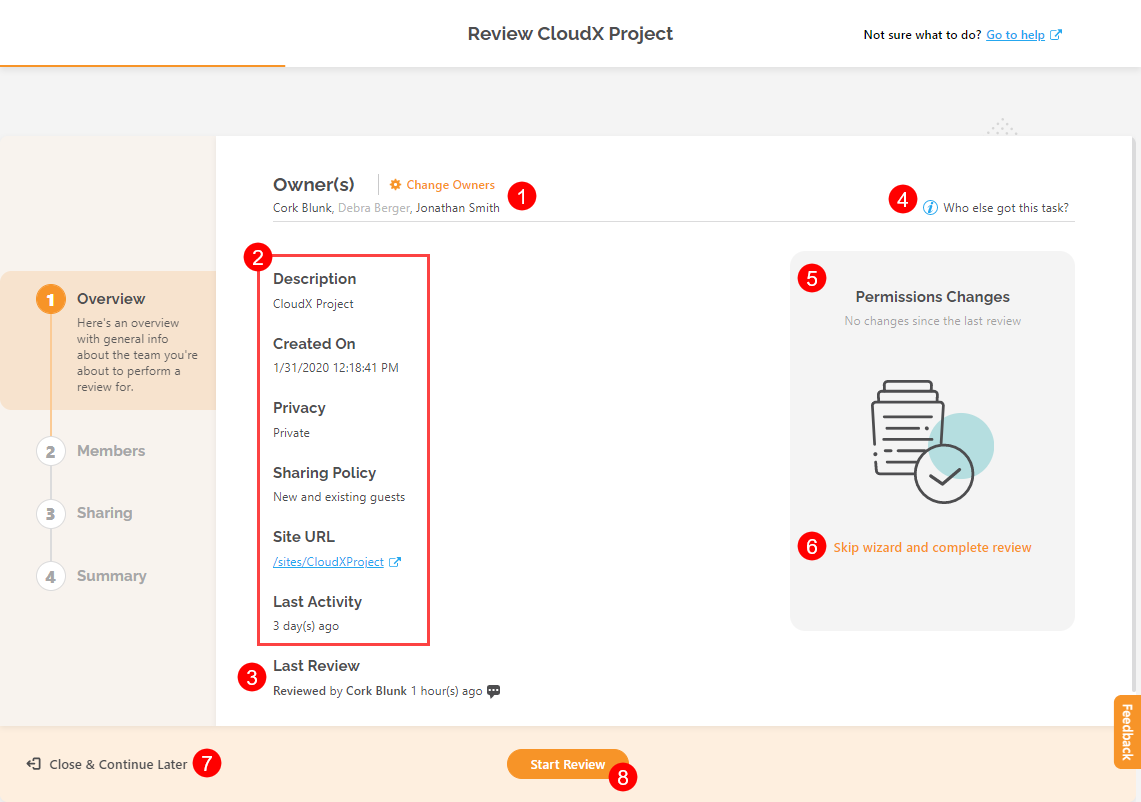 Review CloudX Project
Not sure what to do? Go to help
Owner(s)
Change Owners
1
Cork Blunk, Debra Berger, Jonathan Smith
4
Who else got this task?
1
Overview
Here's an overview
with general info
about the team you're
about to perform a
review for.
2
Members
3
Sharing
4
Summary
2
Description
CloudX Project
Created On
1/31/2020 12:18:41 PM
Privacy
Private
Sharing Policy
New and existing guests
Site URL
/sites/CloudXProject
Last Activity
3 day(s) ago
3
Last Review
Reviewed by Cork Blunk 1 hour(s) ago
5
Permissions Changes
No changes since the last review
6
Skip wizard and complete review
Feedback
Close & Continue Later
7
Start Review
8